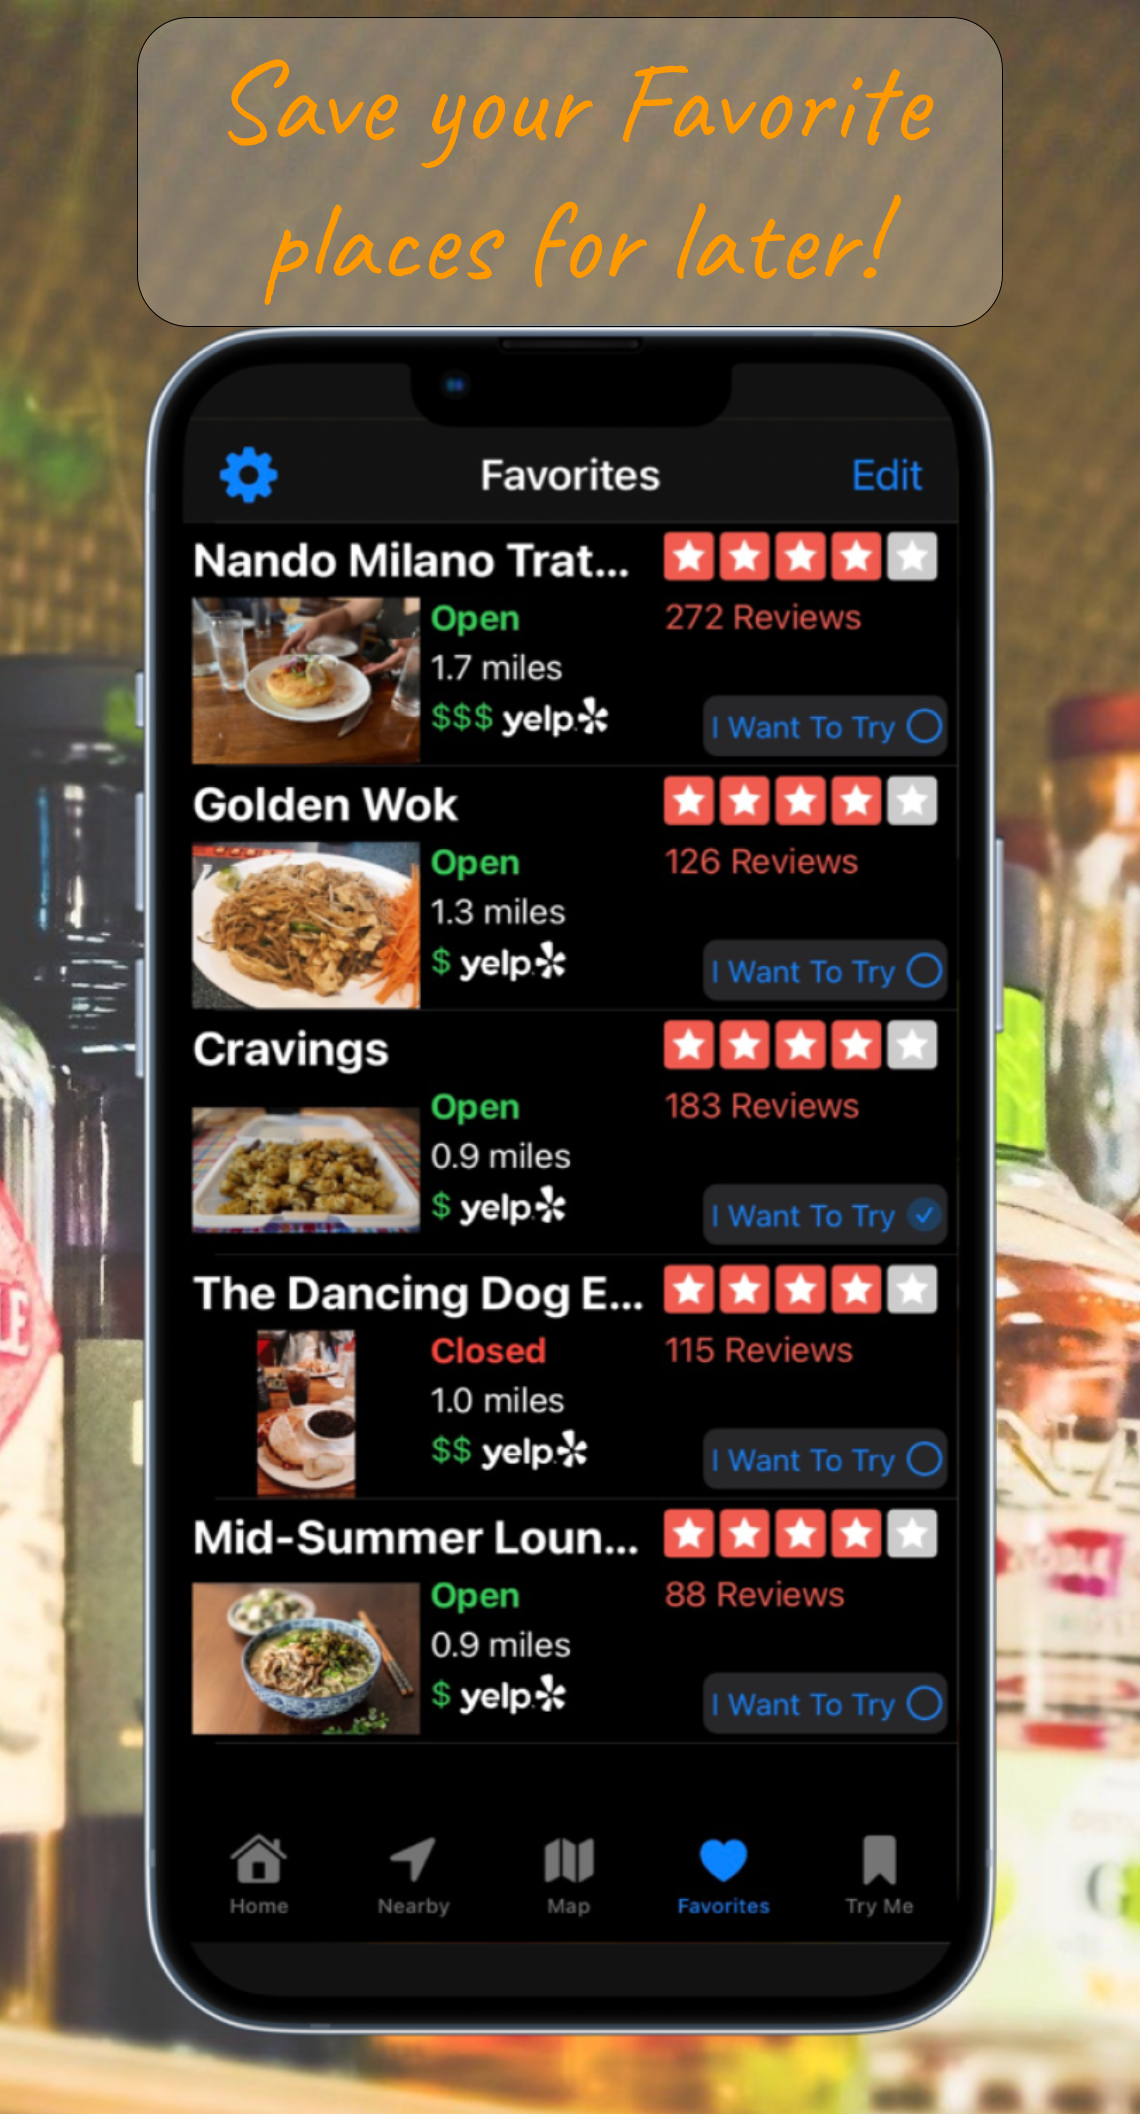 Save your Favorite
places for later!
Favorites
Edit
Nando Milano Trat...
Open
272 Reviews
1.7 miles
$$$ yelp
I Want To Try
Golden Wok
Open
126 Reviews
1.3 miles
$ yelp
I Want To Try
Cravings
Open
183 Reviews
0.9 miles
$ yelp
I Want To Try
The Dancing Dog E...
Closed
115 Reviews
1.0 miles
$$ yelp
I Want To Try
Mid-Summer Loun...
Open
88 Reviews
0.9 miles
$ yelp
I Want To Try
Home
Nearby
Map
Favorites
Try Me